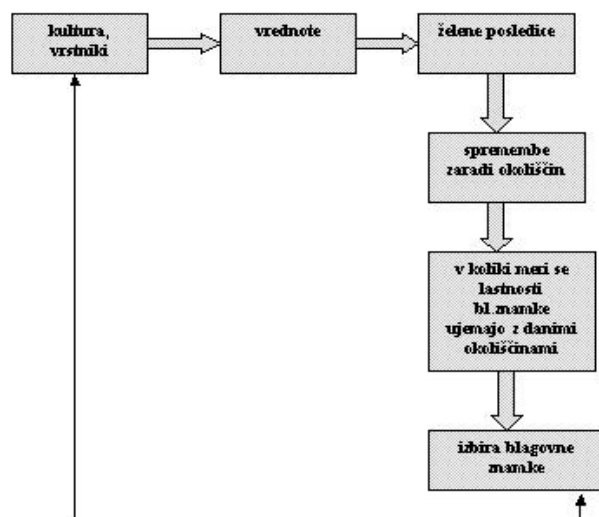 kultura,
vrstniki
vrednote
želene posledice
spremembe
zaradi okoliščin
v koliki meri se
lastnosti
bl.znamke
ujemajo z danimi
okoliščinami
izbira blagovne
znamke